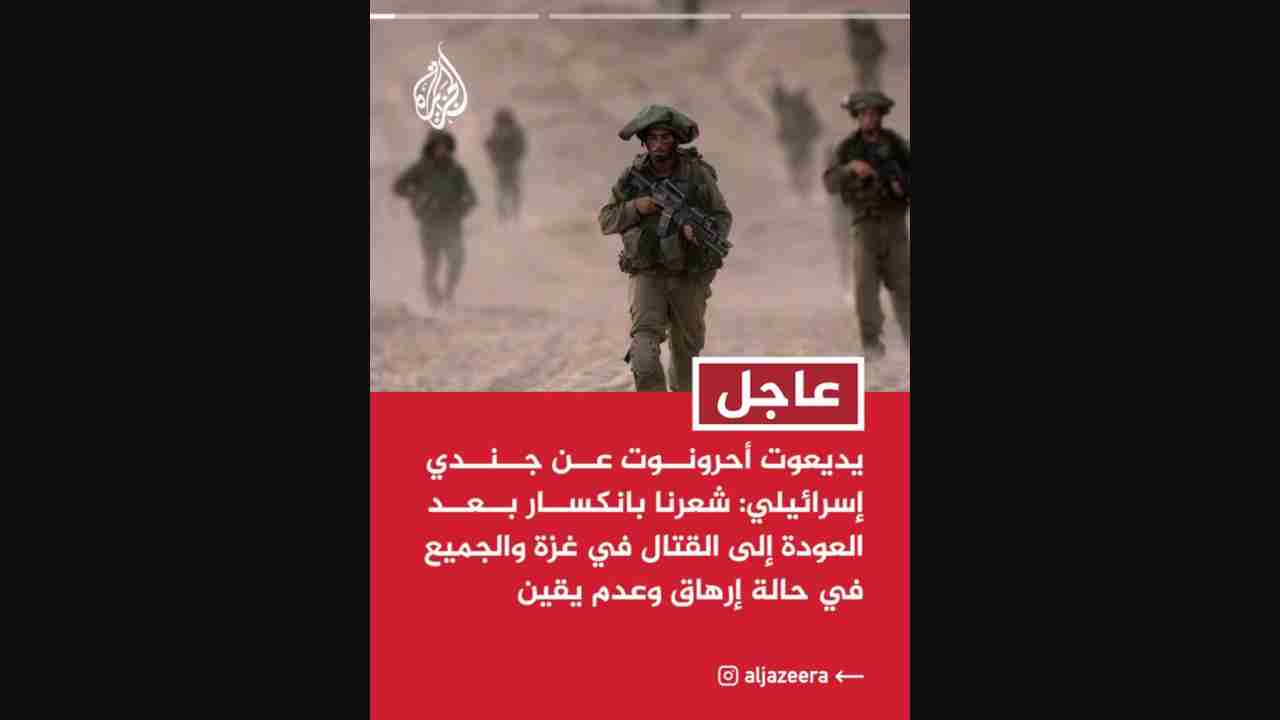 الجزيرة
عاجل
يديعوت أحرونوت عن جندي
إسرائيلي: شعرنا بانكسار بعد
العودة إلى القتال في غزة والجميع
في حالة إرهاق وعدم يقين
aljazeera